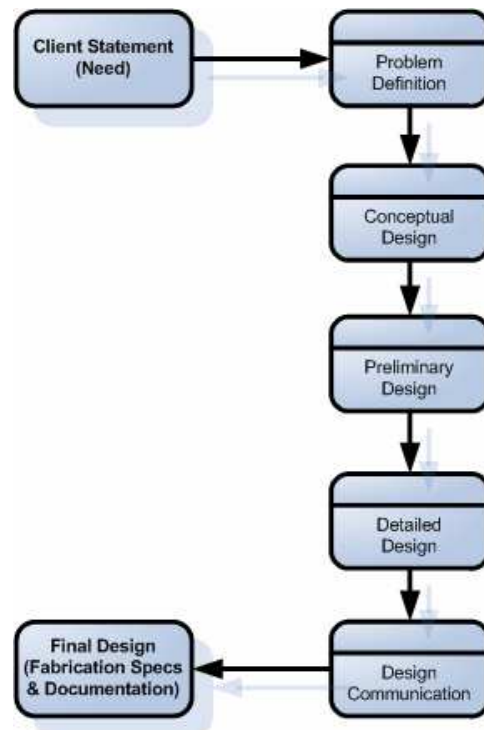 Client Statement
(Need)
Problem
Definition
Conceptual
Design
Preliminary
Design
Detailed
Design
Design
Communication
Final Design
(Fabrication Specs
& Documentation)